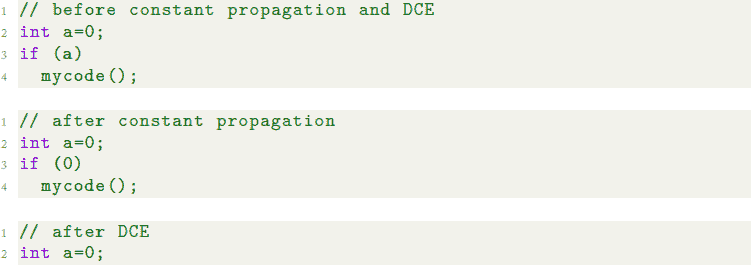 1 // before constant propagation and DCE
2 int a=0;
3 if (a)
4   mycode();
1 // after constant propagation
2 int a=0;
3 if (0)
4   mycode();
1 // after DCE
2 int a=0;